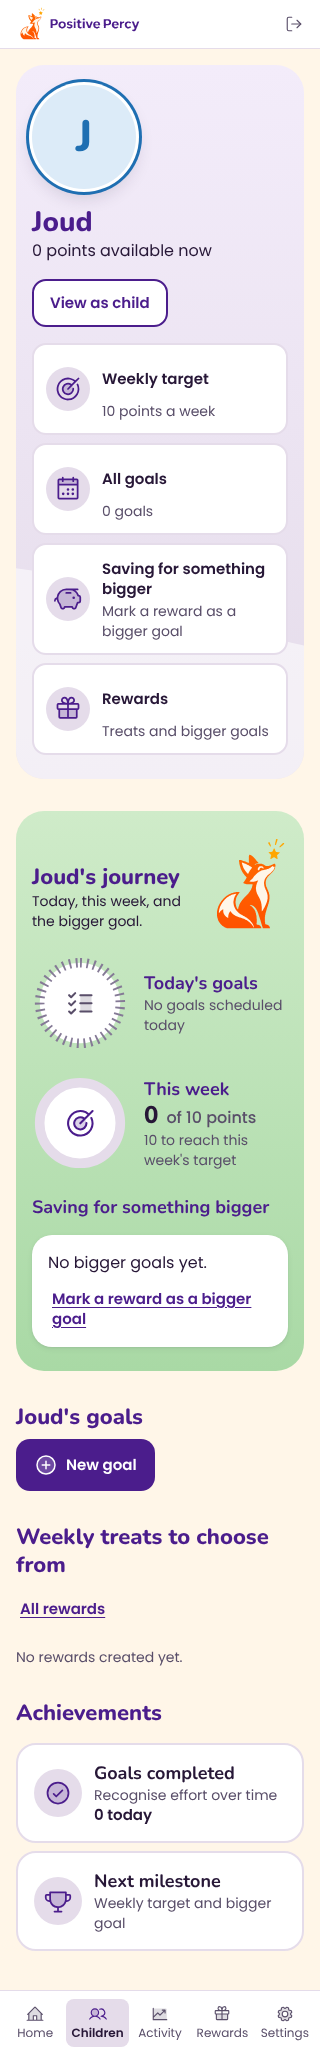 Positive Percy
J
Joud
0 points available now
View as child
Weekly target
10 points a week
All goals
0 goals
Saving for something
bigger
Mark a reward as a
bigger goal
Rewards
Treats and bigger goals
Joud's journey
Today, this week, and
the bigger goal.
Today's goals
No goals scheduled
today
This week
0 of 10 points
10 to reach this
week's target
Saving for something bigger
No bigger goals yet.
Mark a reward as a bigger
goal
Joud's goals
New goal
Weekly treats to choose
from
All rewards
No rewards created yet.
Achievements
Goals completed
Recognise effort over time
0 today
Next milestone
Weekly target and bigger
goal
Home Children Activity Rewards Settings